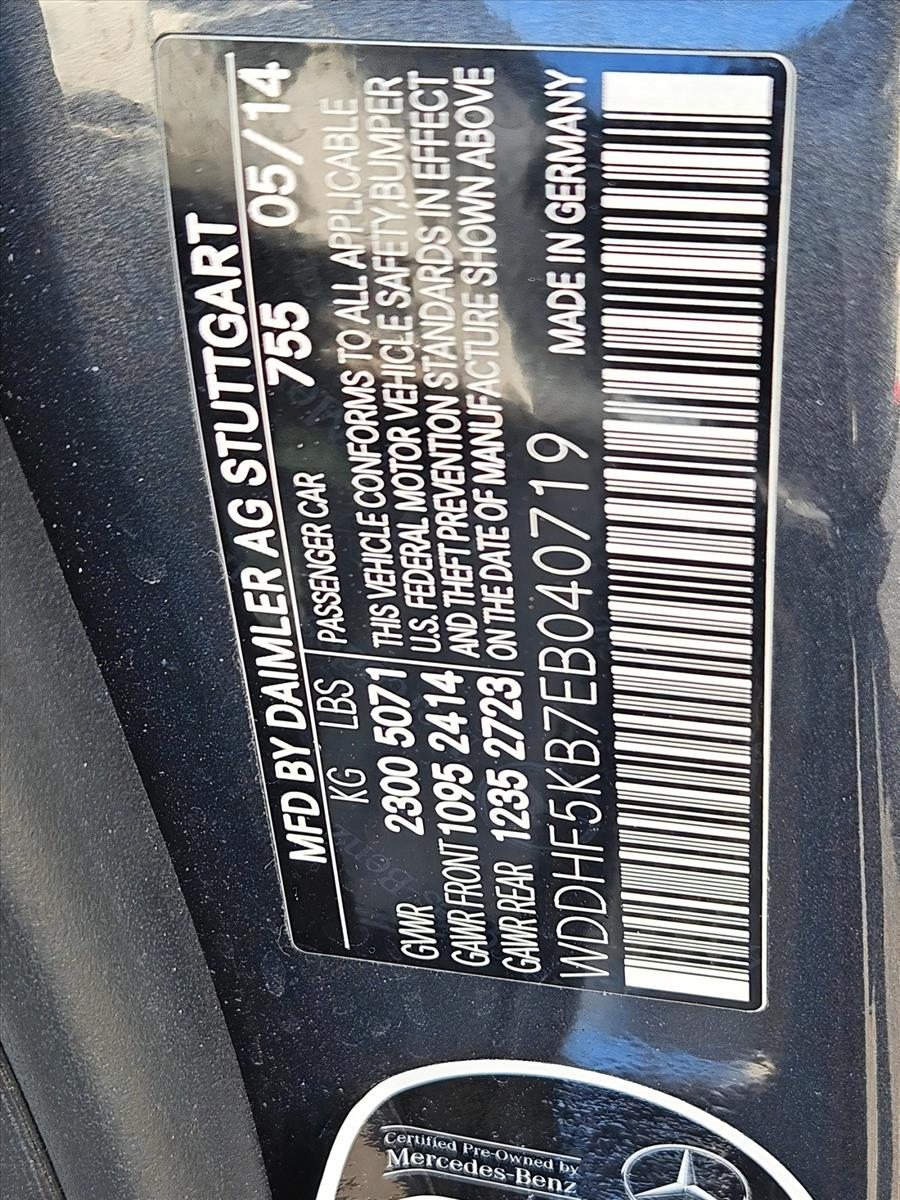 MFD BY DAIMLER AG STUTTGART
755 05/14
KG LBS PASSENGER CAR
GVWR 2300 5071
GAWR FRONT 1095 2414
GAWR REAR 1235 2723
THIS VEHICLE CONFORMS TO ALL APPLICABLE
U.S. FEDERAL MOTOR VEHICLE SAFETY,BUMPER
AND THEFT PREVENTION STANDARDS IN EFFECT
ON THE DATE OF MANUFACTURE SHOWN ABOVE
WDDHF5KB7EB040719 MADE IN GERMANY
Certified Pre-Owned by
Mercedes-Benz